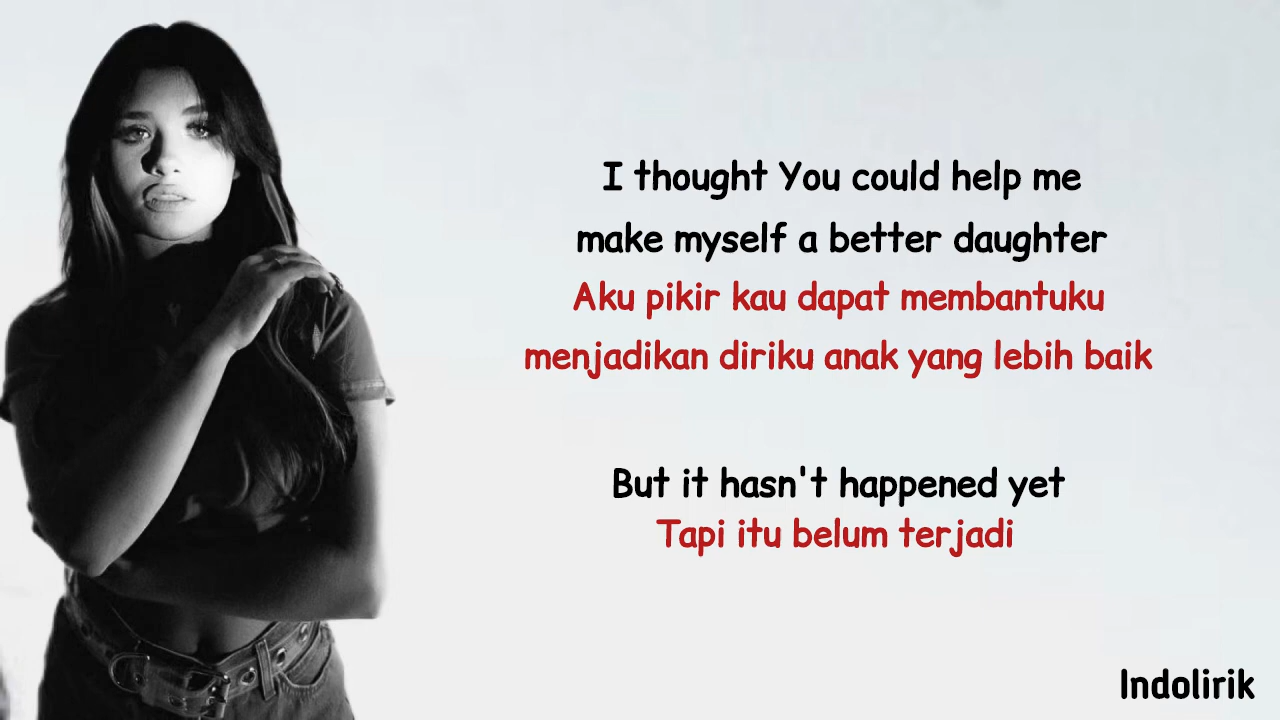 I thought You could help me
make myself a better daughter
Aku pikir kau dapat membantuku
menjadikan diriku anak yang lebih baik
But it hasn't happened yet
Tapi itu belum terjadi
Indolirik